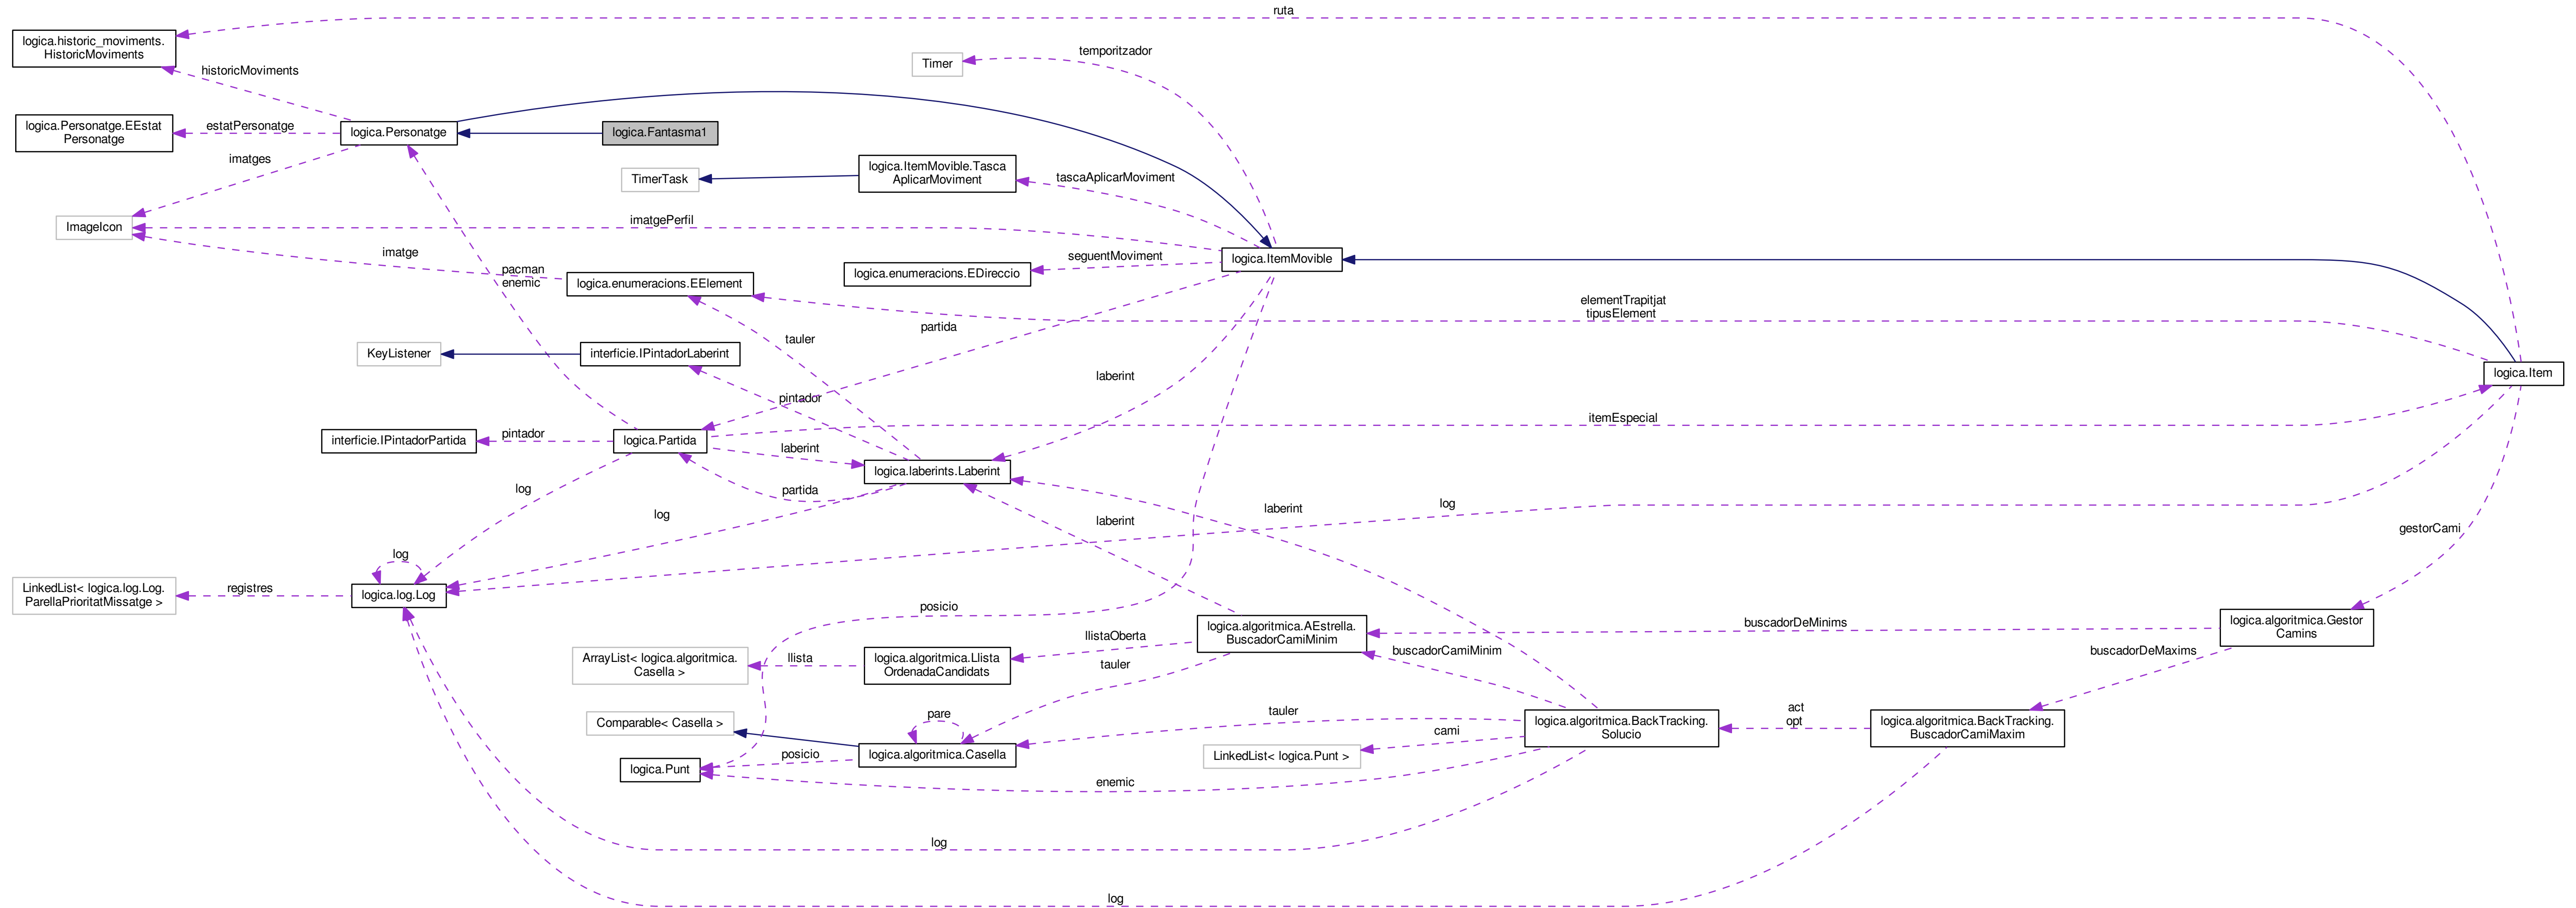 ruta
logica.historic_moviments.
HistoricMoviments
temporitzador
Timer
historicMoviments
logica.Personatge.EEstat
Personatge
estatPersonatge
logica.Personatge
logica.Fantasma1
imatges
TimerTask
logica.ItemMovible.Tasca
AplicarMoviment
tascaAplicarMoviment
ImageIcon
imatgePerfil
imatge
pacman
enemic
logica.enumeracions.EElement
logica.enumeracions.EDireccio
seguentMoviment
logica.ItemMovible
elementTrapitjat
tipusElement
partida
tauler
KeyListener
interficie.IPintadorLaberint
laberint
logica.Item
pintador
interficie.IPintadorPartida
pintador
logica.Partida
itemEspecial
laberint
logica.laberints.Laberint
partida
log
log
laberint
laberint
log
gestorCami
log
LinkedList< logica.log.Log.
ParellaPrioritatMissatge >
registres
logica.log.Log
posicio
logica.algoritmica.AEstrella.
BuscadorCamiMinim
buscadorDeMinims
logica.algoritmica.Gestor
Camins
ArrayList< logica.algoritmica.
Casella >
llista
logica.algoritmica.Llista
OrdenadaCandidats
llistaOberta
tauler
buscadorCamiMinim
buscadorDeMaxims
Comparable< Casella >
pare
tauler
logica.algoritmica.BackTracking.
Solucio
act
opt
logica.algoritmica.BackTracking.
BuscadorCamiMaxim
logica.Punt
posicio
logica.algoritmica.Casella
cami
LinkedList< logica.Punt >
enemic
log
log